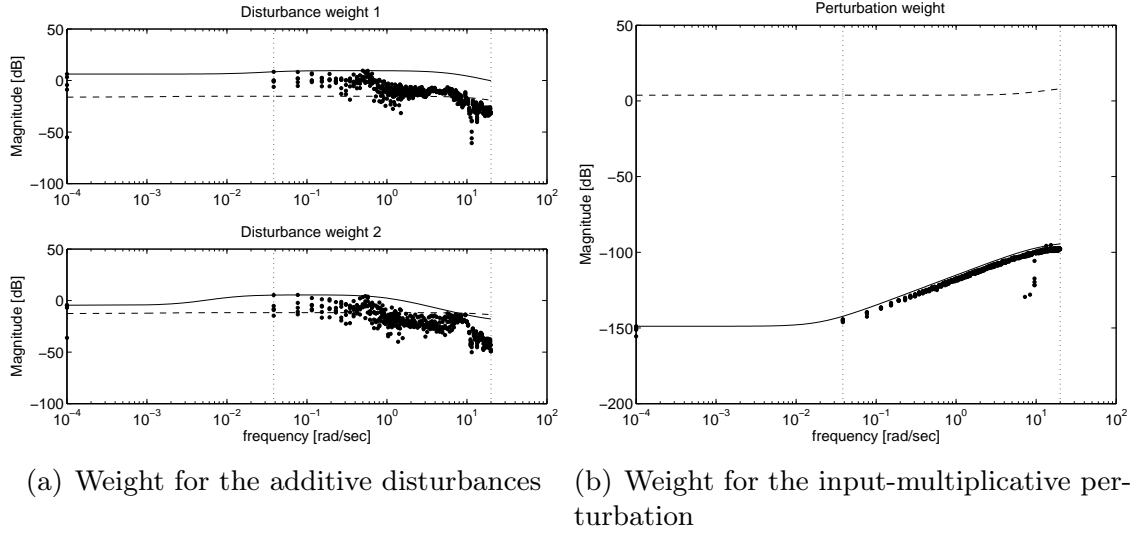 Disturbance weight 1
50
0
−50
−100
Magnitude [dB]
10^−4 10^−3 10^−2 10^−1 10^0 10^1 10^2
Disturbance weight 2
50
0
−50
−100
Magnitude [dB]
10^−4 10^−3 10^−2 10^−1 10^0 10^1 10^2
frequency [rad/sec]
(a) Weight for the additive disturbances
Perturbation weight
50
0
−50
−100
−150
−200
Magnitude [dB]
10^−4 10^−3 10^−2 10^−1 10^0 10^1 10^2
frequency [rad/sec]
(b) Weight for the input-multiplicative per-
turbation